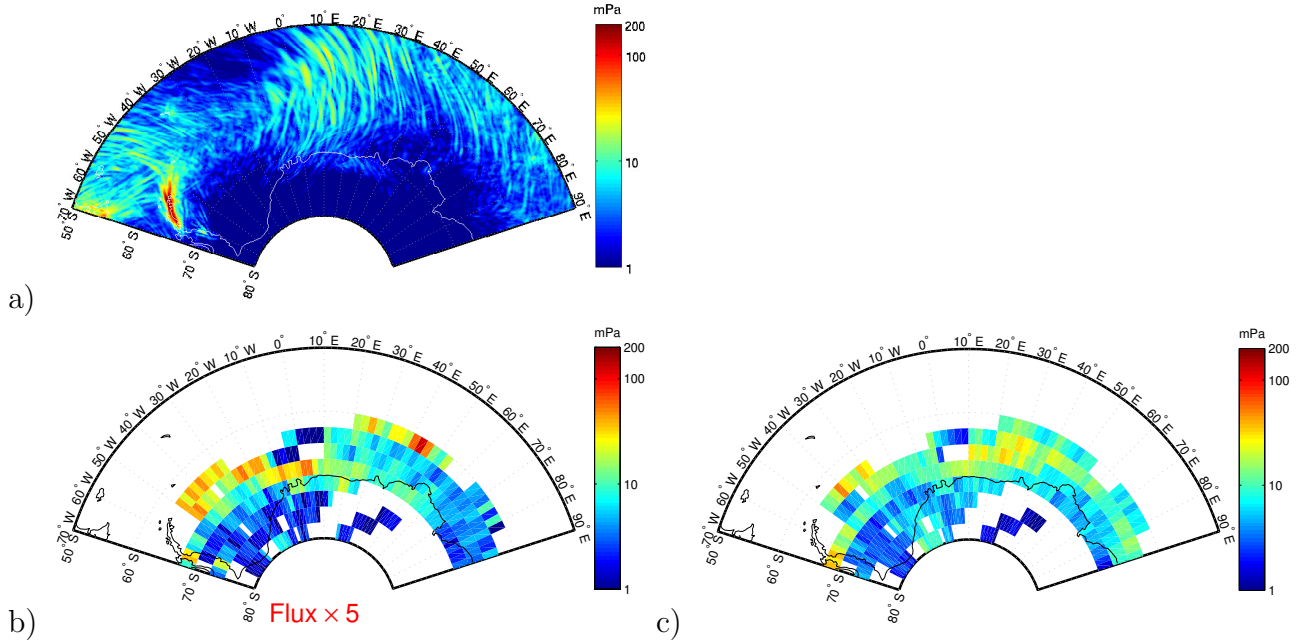 mPa
200
100
10
1
70° W
60° W
50° W
40° W
30° W
20° W
10° W
0°
10° E
20° E
30° E
40° E
50° E
60° E
70° E
80° E
90° E
50° S
60° S
70° S
80° S
a)
mPa
200
100
10
1
70° W
60° W
50° W
40° W
30° W
20° W
10° W
0°
10° E
20° E
30° E
40° E
50° E
60° E
70° E
80° E
90° E
50° S
60° S
70° S
80° S
Flux × 5
b)
mPa
200
100
10
1
70° W
60° W
50° W
40° W
30° W
20° W
10° W
0°
10° E
20° E
30° E
40° E
50° E
60° E
70° E
80° E
90° E
50° S
60° S
70° S
80° S
c)